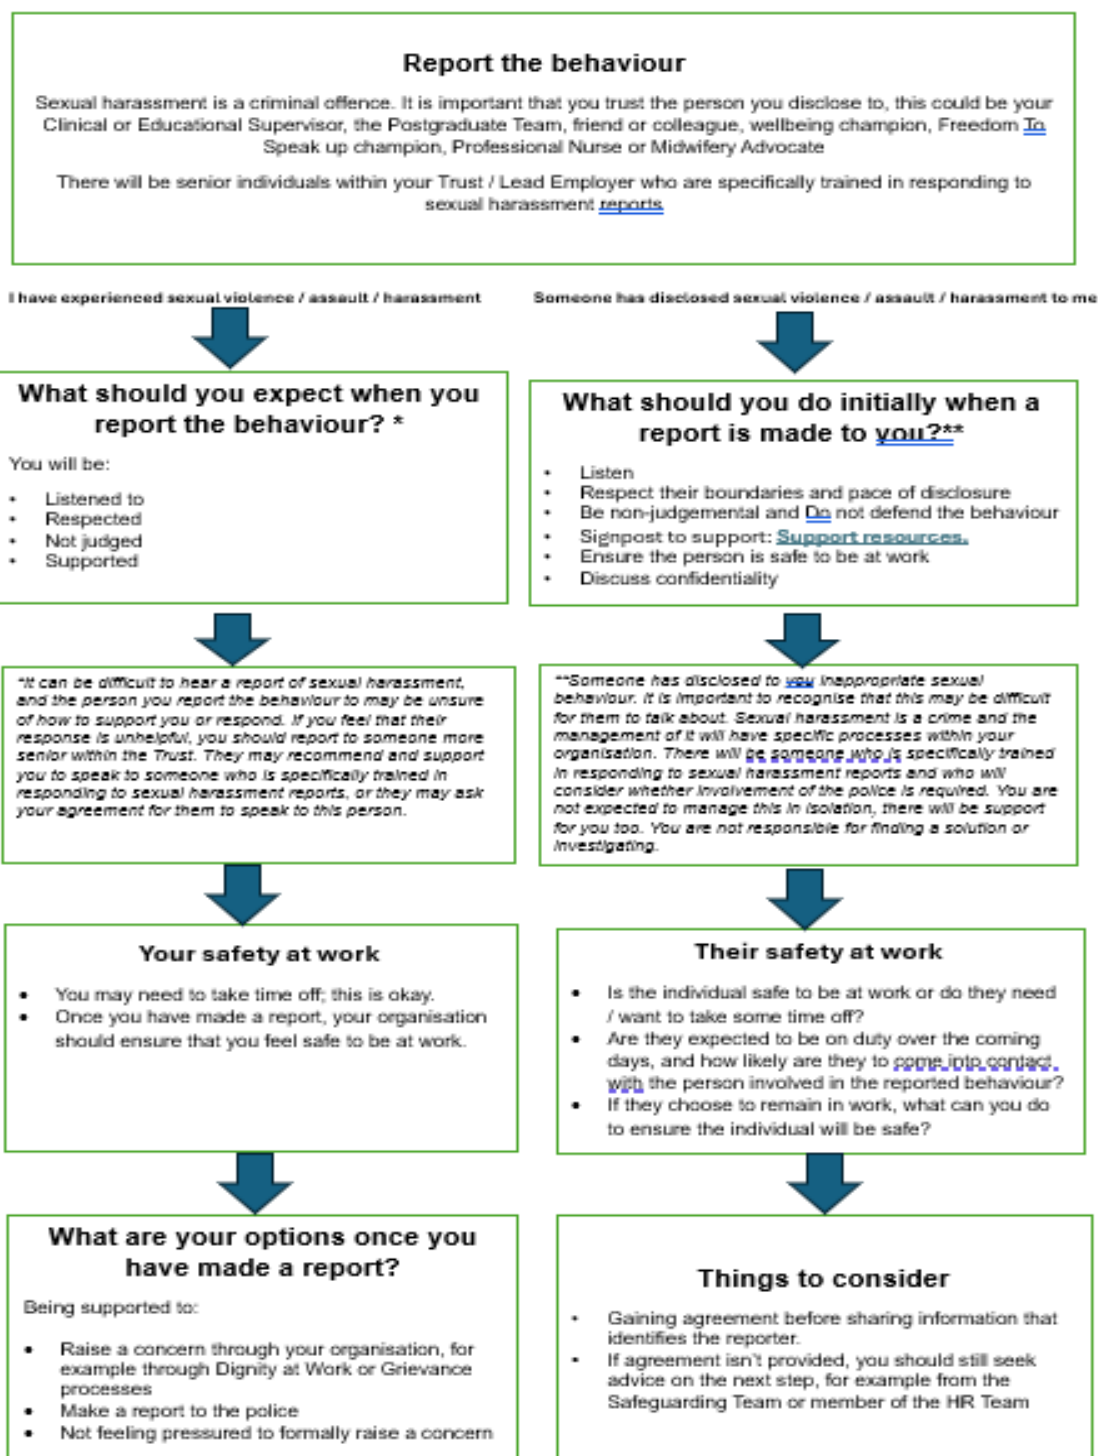 Report the behaviour
Sexual harassment is a criminal offence. It is important that you trust the person you disclose to, this could be your
Clinical or Educational Supervisor, the Postgraduate Team, friend or colleague, wellbeing champion, Freedom To
Speak up champion, Professional Nurse or Midwifery Advocate
There will be senior individuals within your Trust / Lead Employer who are specifically trained in responding to
sexual harassment reports
I have experienced sexual violence / assault / harassment
What should you expect when you
report the behaviour? *
You will be:
• Listened to
• Respected
• Not judged
• Supported
*It can be difficult to hear a report of sexual harassment,
and the person you report the behaviour to may be unsure
of how to support you or respond. If you feel that their
response is unhelpful, you should report to someone more
senior within the Trust. They may recommend and support
you to speak to someone who is specifically trained in
responding to sexual harassment reports, or they may ask
your agreement for them to speak to this person.
Your safety at work
• You may need to take time off; this is okay.
• Once you have made a report, your organisation
should ensure that you feel safe to be at work.
What are your options once you
have made a report?
Being supported to:
• Raise a concern through your organisation, for
example through Dignity at Work or Grievance
processes
• Make a report to the police
• Not feeling pressured to formally raise a concern
Someone has disclosed sexual violence / assault / harassment to me
What should you do initially when a
report is made to you?**
• Listen
• Respect their boundaries and pace of disclosure
• Be non-judgemental and Do not defend the behaviour
• Signpost to support: Support resources.
• Ensure the person is safe to be at work
• Discuss confidentiality
**Someone has disclosed to you inappropriate sexual
behaviour. It is important to recognise that this may be difficult
for them to talk about. Sexual harassment is a crime and the
management of it will have specific processes within your
organisation. There will be someone who is specifically trained
in responding to sexual harassment reports and who will
consider whether involvement of the police is required. You are
not expected to manage this in isolation, there will be support
for you too. You are not responsible for finding a solution or
investigating.
Their safety at work
• Is the individual safe to be at work or do they need
/ want to take some time off?
• Are they expected to be on duty over the coming
days, and how likely are they to come into contact
with the person involved in the reported behaviour?
• If they choose to remain in work, what can you do
to ensure the individual will be safe?
Things to consider
• Gaining agreement before sharing information that
identifies the reporter.
• If agreement isn't provided, you should still seek
advice on the next step, for example from the
Safeguarding Team or member of the HR Team